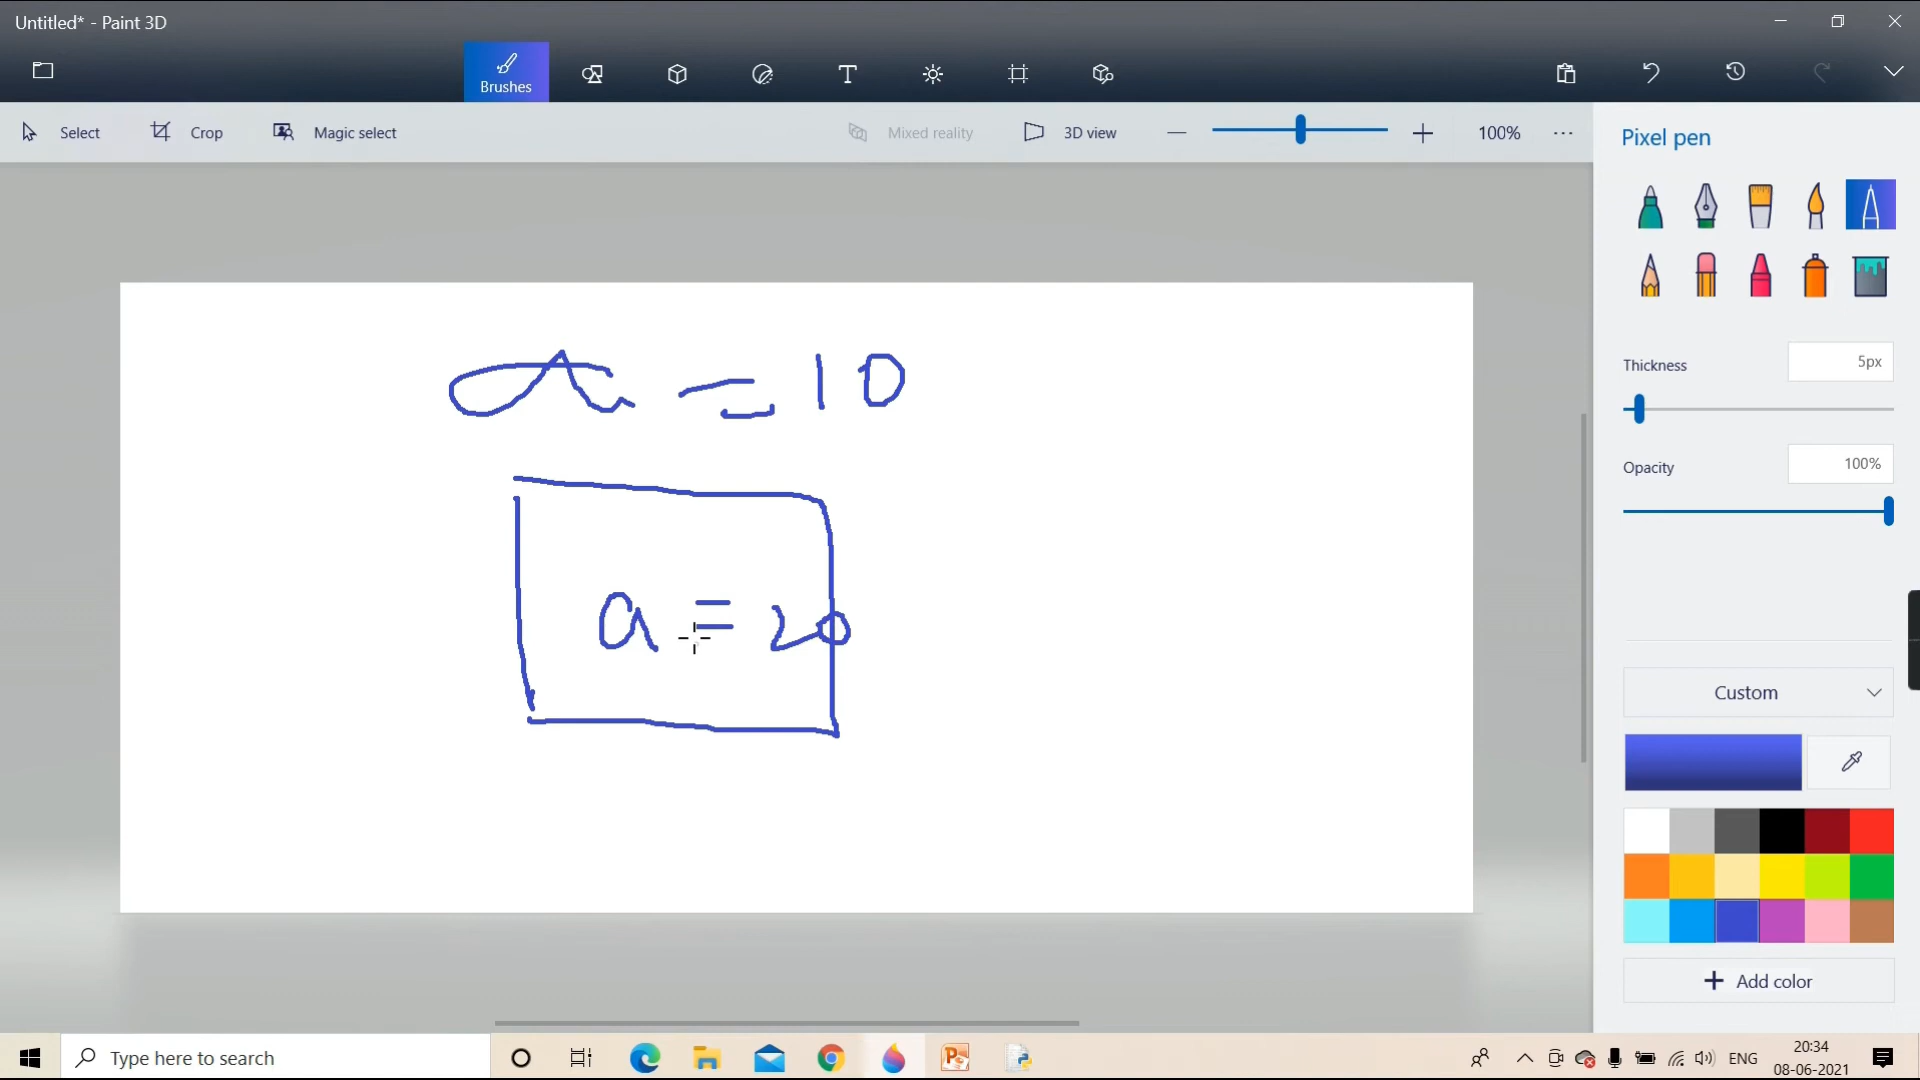 Untitled* - Paint 3D
Brushes
Select Crop Magic select Mixed reality 3D view 100%
Pixel pen
Thickness 5px
Opacity 100%
a = 10
a = 20
Custom
Add color
Type here to search
ENG
20:34
08-06-2021